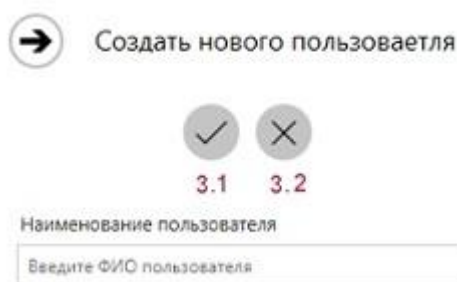 Создать нового пользоваетля
3.1 3.2
Наименование пользователя
Введите ФИО пользователя